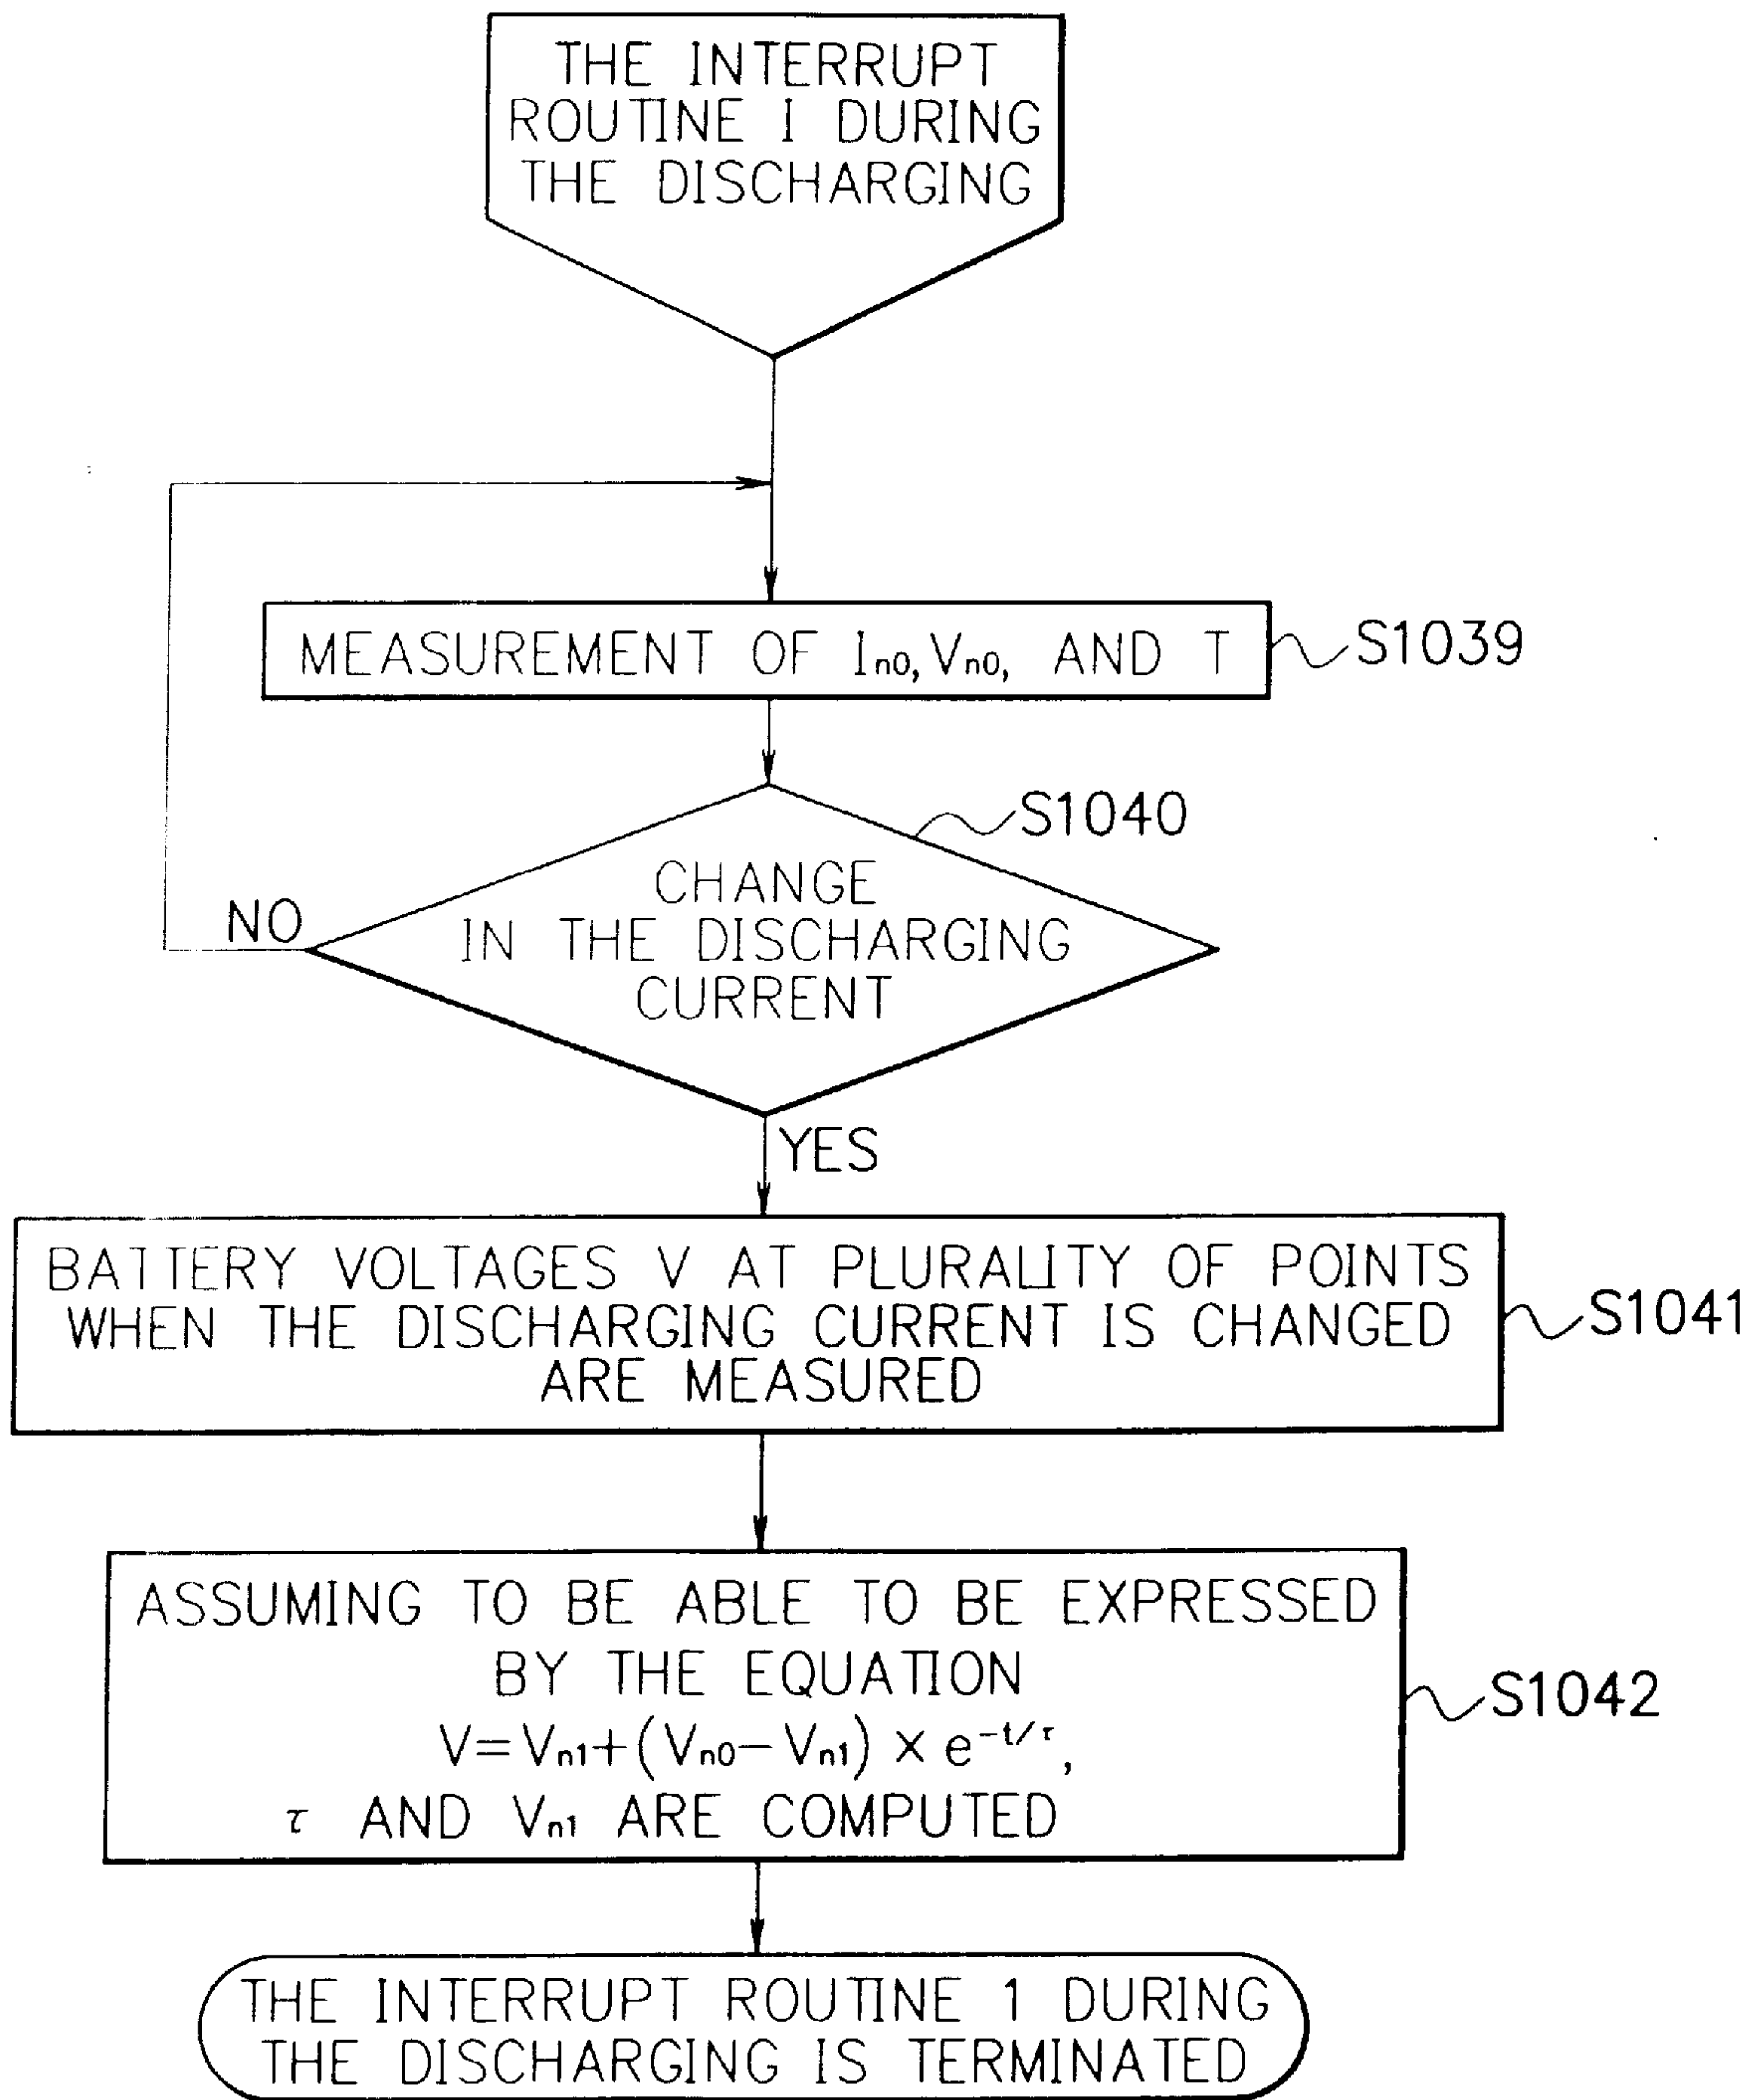 THE INTERRUPT
ROUTINE I DURING
THE DISCHARGING
MEASUREMENT OF In0, Vn0, AND T
S1039
S1040
CHANGE
IN THE DISCHARGING
CURRENT
NO
YES
BATTERY VOLTAGES V AT PLURALITY OF POINTS
WHEN THE DISCHARGING CURRENT IS CHANGED
ARE MEASURED
S1041
ASSUMING TO BE ABLE TO BE EXPRESSED
BY THE EQUATION
V=Vn1+(Vn0−Vn1)×e−t/τ,
τ AND Vn1 ARE COMPUTED
S1042
THE INTERRUPT ROUTINE 1 DURING
THE DISCHARGING IS TERMINATED